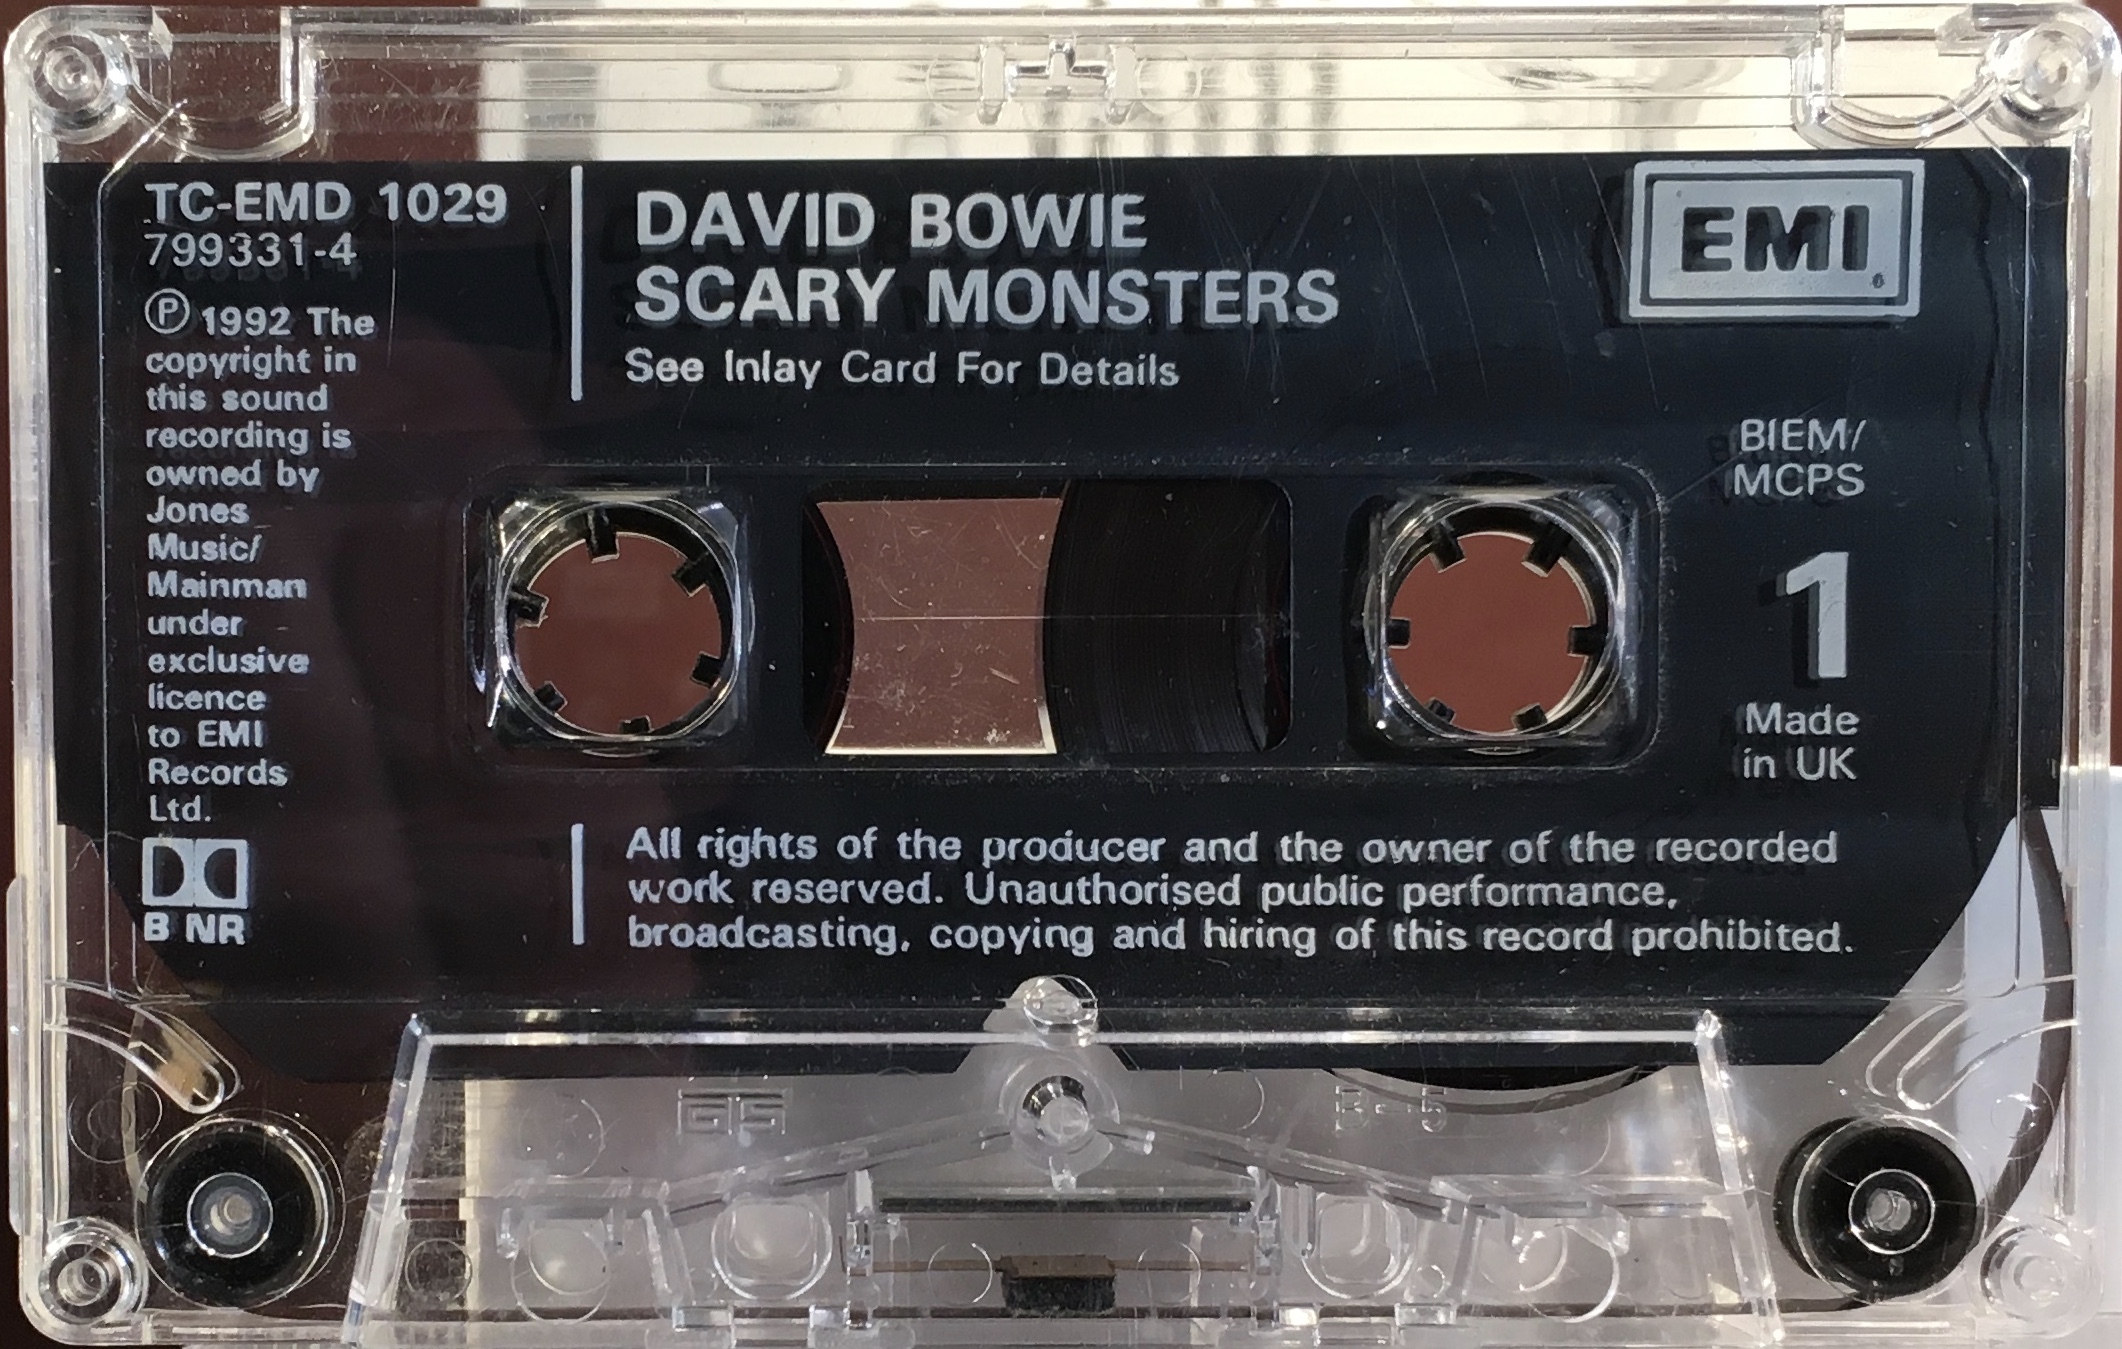 TC-EMD 1029
799331-4
Ⓟ 1992 The
copyright in
this sound
recording is
owned by
Jones
Music/
Mainman
under
exclusive
licence
to EMI
Records
Ltd.
B NR
DAVID BOWIE
SCARY MONSTERS
See Inlay Card For Details
EMI
BIEM/
MCPS
1
Made
in UK
All rights of the producer and the owner of the recorded
work reserved. Unauthorised public performance,
broadcasting, copying and hiring of this record prohibited.